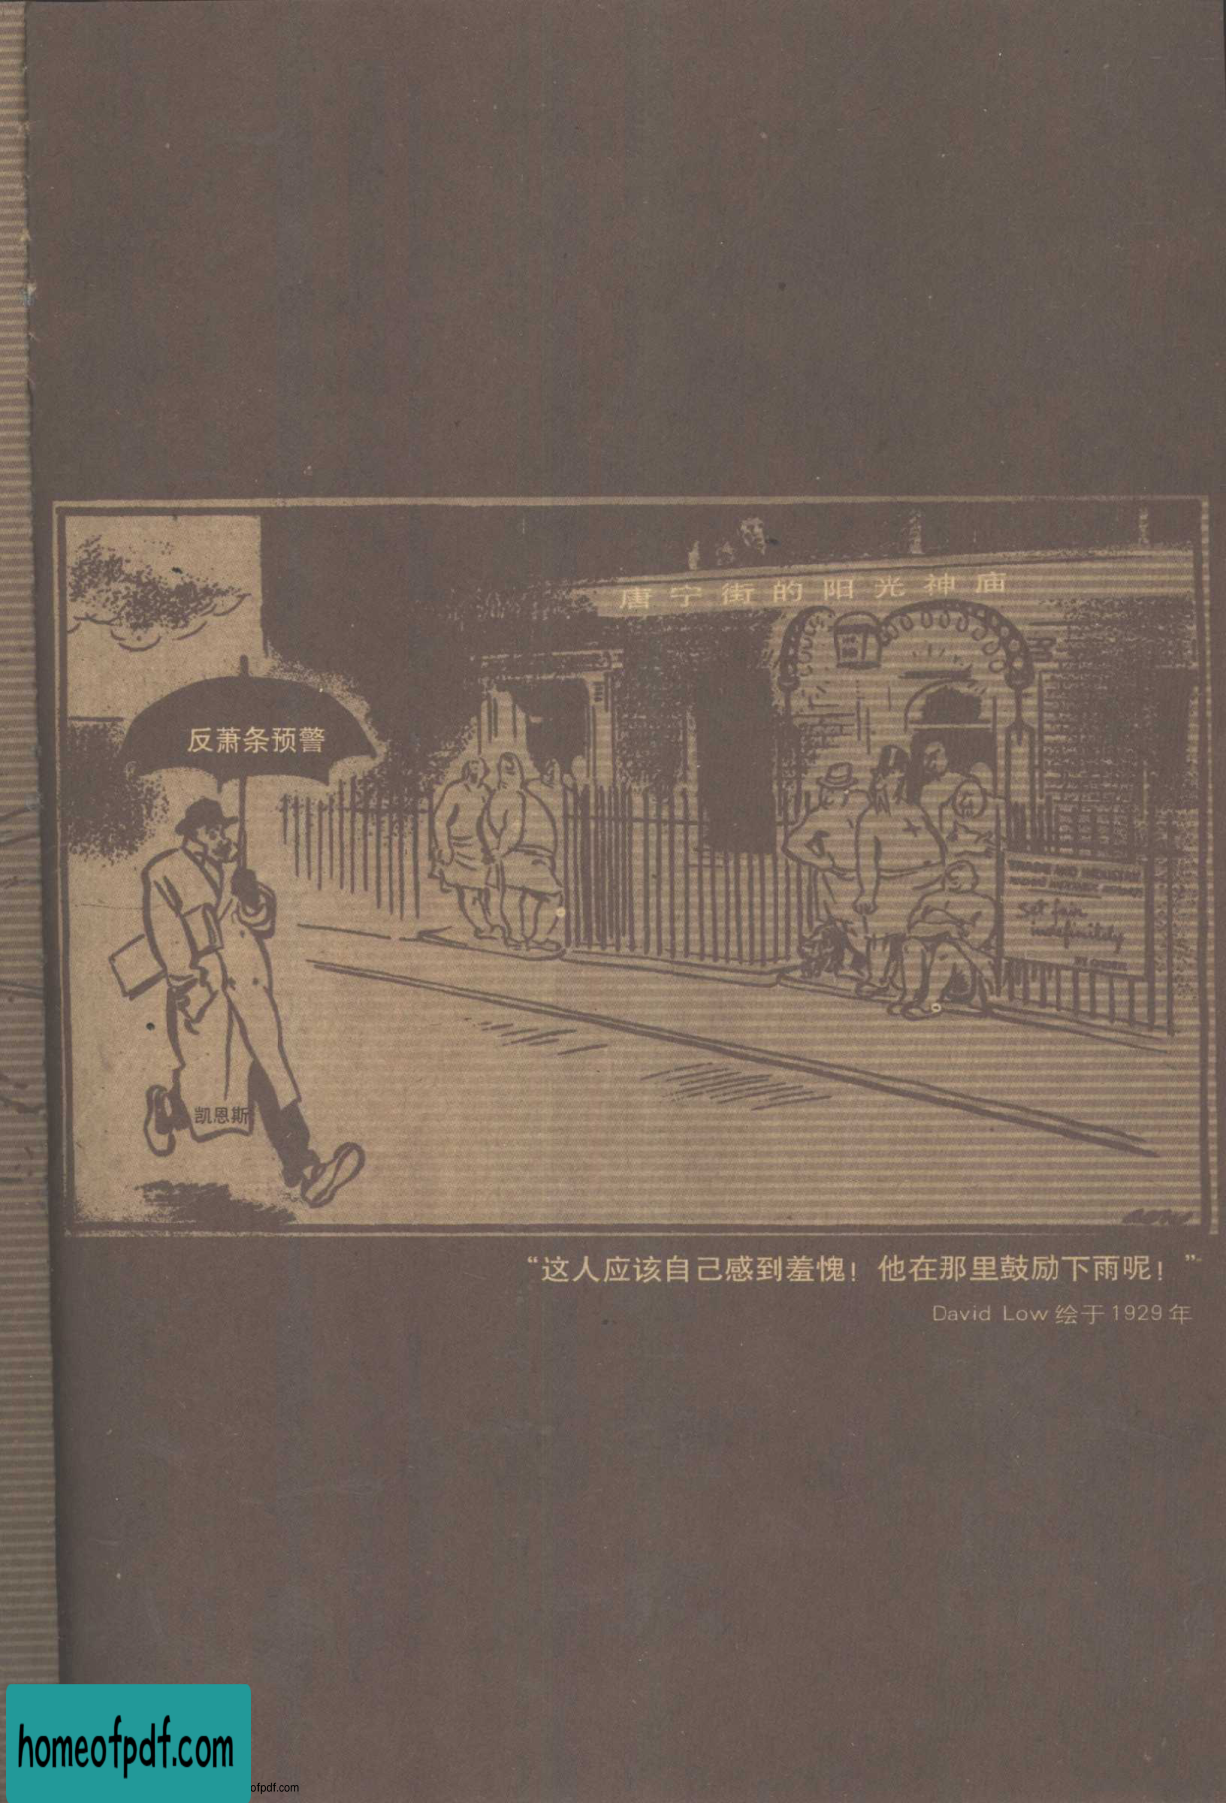 唐宁街的阳光神庙
反萧条预警
Set fair
indefinitely
凯恩斯
“这人应该自己感到羞愧！他在那里鼓励下雨呢！”
David Low 绘于 1929 年
homeofpdf.com
ofpdf.com